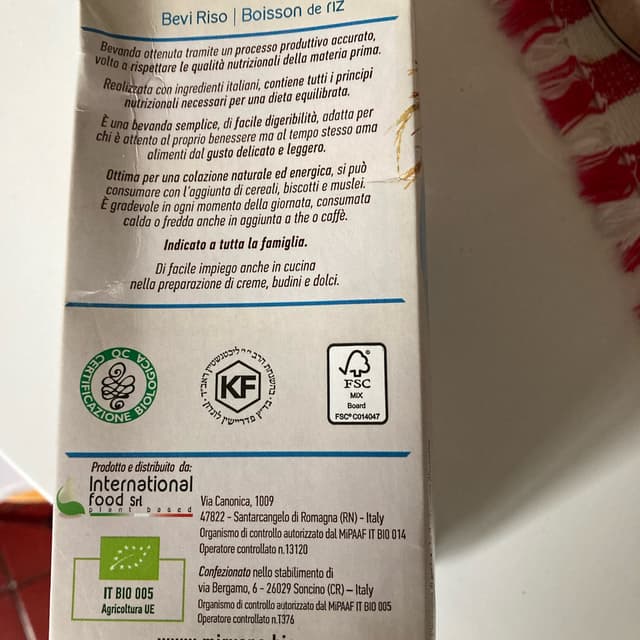 Bevi Riso | Boisson de riz
Bevanda ottenuta tramite un processo produttivo accurato,
volto a rispettare le qualità nutrizionali della materia prima.
Realizzata con ingredienti italiani, contiene tutti i principi
nutrizionali necessari per una dieta equilibrata.
È una bevanda semplice, di facile digeribilità, adatta per
chi è attento al proprio benessere ma al tempo stesso ama
alimenti dal gusto delicato e leggero.
Ottima per una colazione naturale ed energica, si può
consumare con l'aggiunta di cereali, biscotti e muslei.
È gradevole in ogni momento della giornata, consumata
calda o fredda anche in aggiunta a the o caffè.
Indicato a tutta la famiglia.
Di facile impiego anche in cucina
nella preparazione di creme, budini e dolci.
QC CERTIFICAZIONE BIOLOGICA
KF
FSC
MIX
Board
FSC® C014047
Prodotto e distribuito da:
International
food Srl
plant based
Via Canonica, 1009
47822 - Santarcangelo di Romagna (RN) - Italy
Organismo di controllo autorizzato dal MiPAAF IT BIO 014
Operatore controllato n.13120
IT BIO 005
Agricoltura UE
Confezionato nello stabilimento di
via Bergamo, 6 - 26029 Soncino (CR) – Italy
Organismo di controllo autorizzato dal MiPAAF IT BIO 005
Operatore controllato n.T376